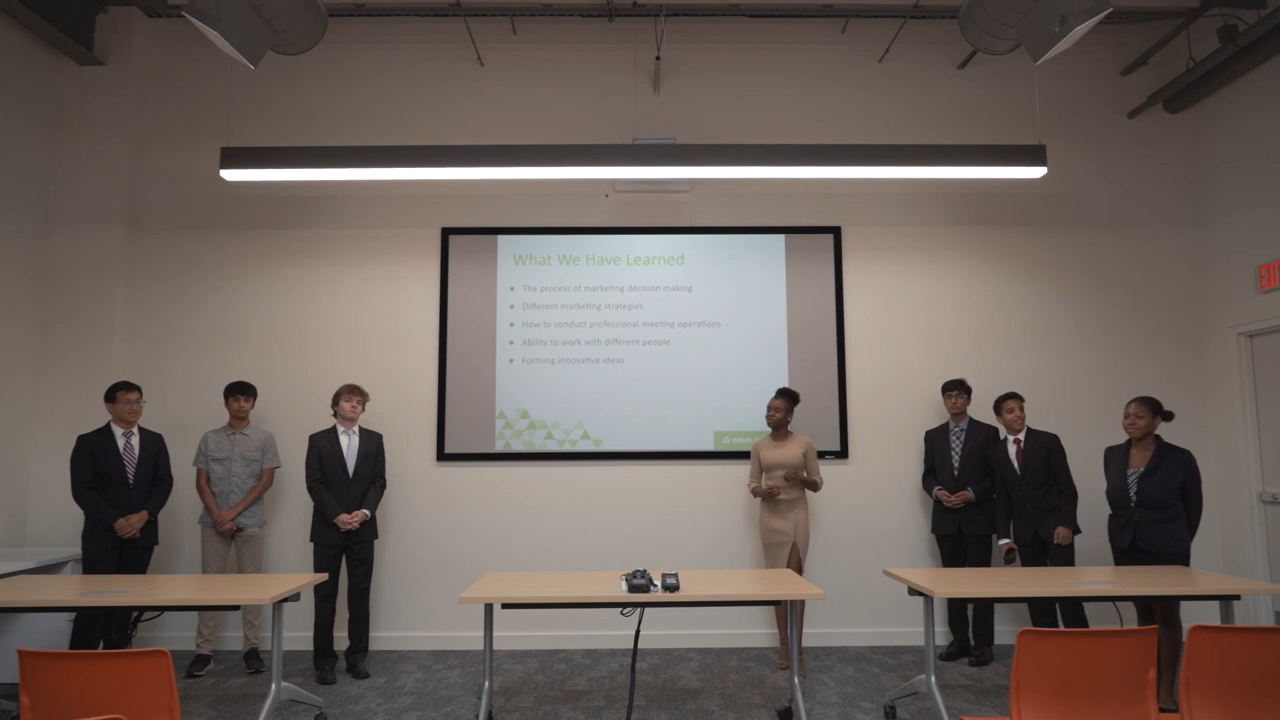 What We Have Learned
● The process of marketing decision making
● Different marketing strategies
● How to conduct professional meeting operations
● Ability to work with different people
● Forming innovative ideas